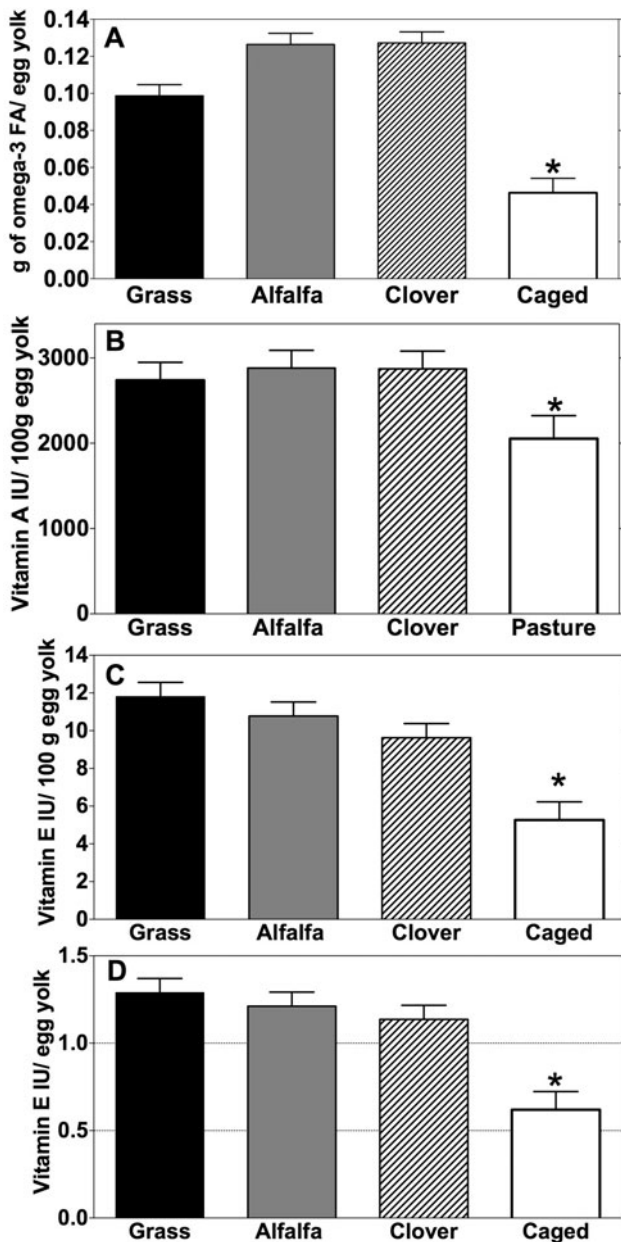 A
g of omega-3 FA/ egg yolk
0.14
0.12
0.10
0.08
0.06
0.04
0.02
0.00
*
Grass Alfalfa Clover Caged
B
Vitamin A IU/ 100g egg yolk
3000
2000
1000
0
*
Grass Alfalfa Clover Pasture
C
Vitamin E IU/ 100 g egg yolk
14
12
10
8
6
4
2
0
*
Grass Alfalfa Clover Caged
D
Vitamin E IU/ egg yolk
1.5
1.0
0.5
0.0
*
Grass Alfalfa Clover Caged